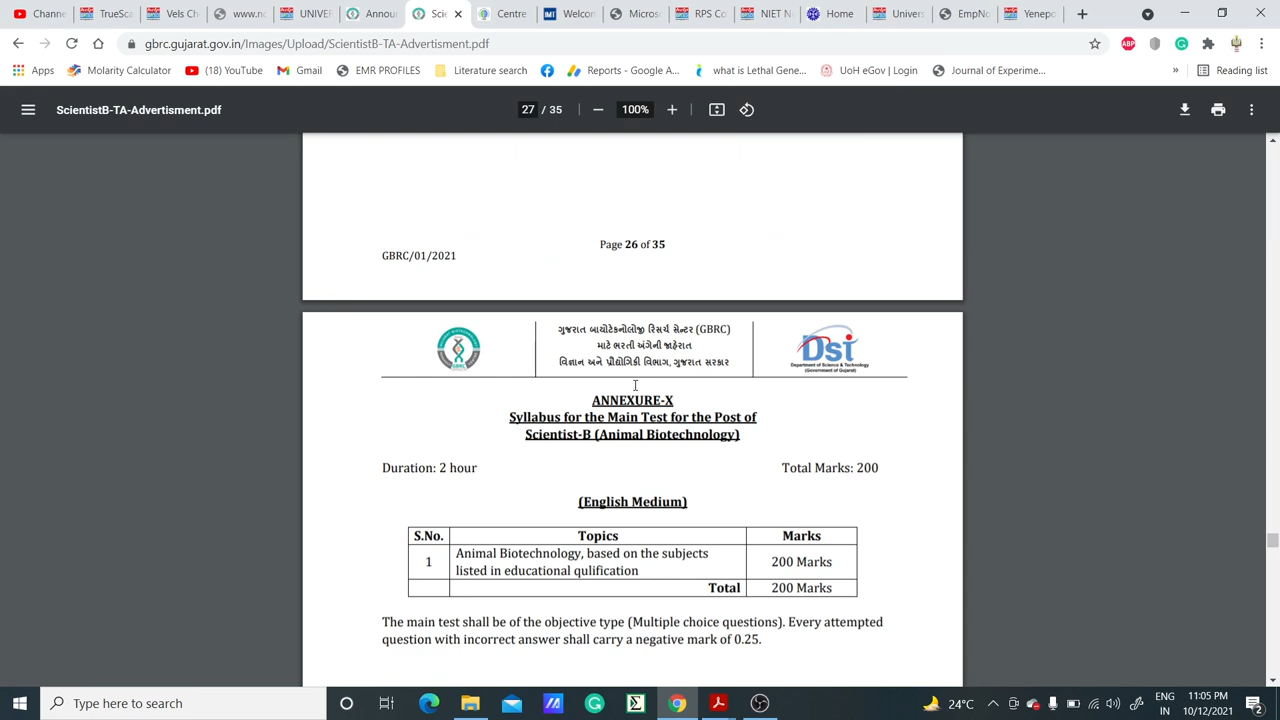 Channel
TrueSca
Vels Ch
www.nc
UNIVER
Annou
Scie
Centre
Welcon
Micros
RPS Co
NIET No
Home
Univers
Empfo
Yenepo
gbrc.gujarat.gov.in/Images/Upload/ScientistB-TA-Advertisment.pdf
Apps
Molarity Calculator
(18) YouTube
Gmail
EMR PROFILES
Literature search
Reports - Google A...
what is Lethal Gene...
UoH eGov | Login
Journal of Experime...
»
Reading list
ScientistB-TA-Advertisment.pdf
27 / 35
100%
Page 26 of 35
GBRC/01/2021
ગુજરાત બાયોટેકનોલોજી રિસર્ચ સેન્ટર (GBRC)
માટે ભરતી અંગેની જાહેરાત
વિજ્ઞાન અને પ્રૌદ્યોગિકી વિભાગ, ગુજરાત સરકાર
DST
Department of Science & Technology
(Government of Gujarat)
ANNEXURE-X
Syllabus for the Main Test for the Post of
Scientist-B (Animal Biotechnology)
Duration: 2 hour Total Marks: 200
(English Medium)
S.No. Topics Marks
1 Animal Biotechnology, based on the subjects
listed in educational qulification 200 Marks
Total 200 Marks
The main test shall be of the objective type (Multiple choice questions). Every attempted
question with incorrect answer shall carry a negative mark of 0.25.
Type here to search
24°C
ENG
IN
11:05 PM
10/12/2021
2